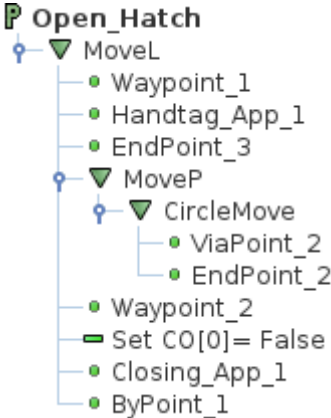 P Open_Hatch
MoveL
Waypoint_1
Handtag_App_1
EndPoint_3
MoveP
CircleMove
ViaPoint_2
EndPoint_2
Waypoint_2
Set CO[0]= False
Closing_App_1
ByPoint_1